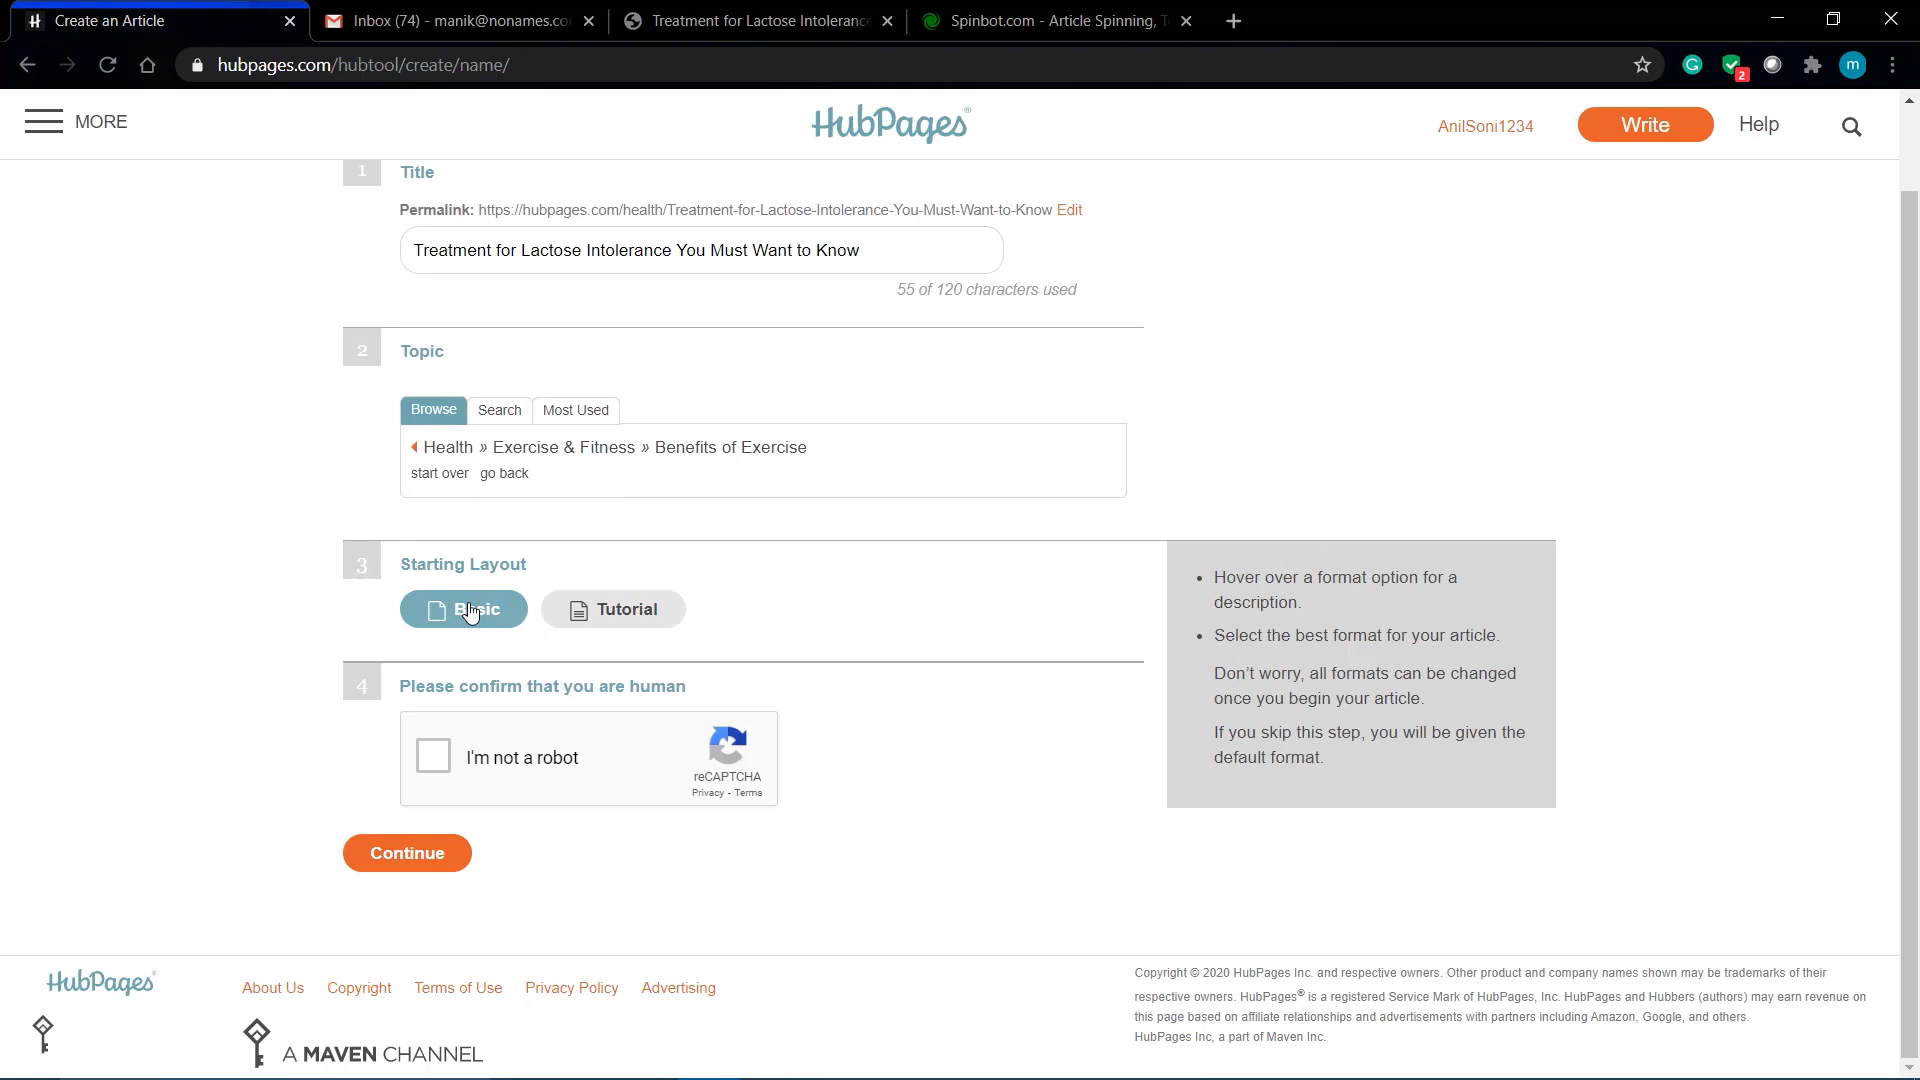 Create an Article
Inbox (74) - manik@nonames.co
Treatment for Lactose Intoleranc
Spinbot.com - Article Spinning, T
hubpages.com/hubtool/create/name/
2
m
MORE
HubPages®
AnilSoni1234
Write
Help
1
Title
Permalink: https://hubpages.com/health/Treatment-for-Lactose-Intolerance-You-Must-Want-to-Know Edit
Treatment for Lactose Intolerance You Must Want to Know
55 of 120 characters used
2
Topic
Browse
Search
Most Used
Health » Exercise & Fitness » Benefits of Exercise
start over go back
3
Starting Layout
Basic
Tutorial
• Hover over a format option for a
description.
• Select the best format for your article.
Don't worry, all formats can be changed
once you begin your article.
If you skip this step, you will be given the
default format.
4
Please confirm that you are human
I'm not a robot
reCAPTCHA
Privacy - Terms
Continue
HubPages®
About Us
Copyright
Terms of Use
Privacy Policy
Advertising
A MAVEN CHANNEL
Copyright © 2020 HubPages Inc. and respective owners. Other product and company names shown may be trademarks of their
respective owners. HubPages® is a registered Service Mark of HubPages, Inc. HubPages and Hubbers (authors) may earn revenue on
this page based on affiliate relationships and advertisements with partners including Amazon, Google, and others.
HubPages Inc, a part of Maven Inc.